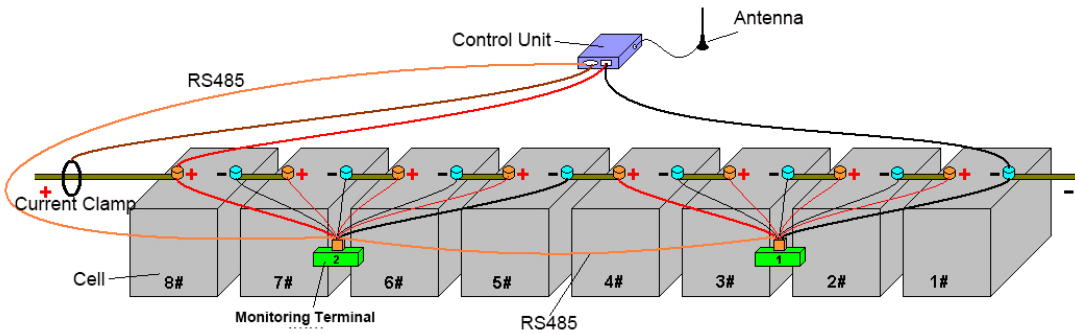 Antenna
Control Unit
RS485
+ - + - + - + - + - + - + - + -
+
Current Clamp
-
2
1
Cell
8# 7# 6# 5# 4# 3# 2# 1#
Monitoring Terminal
RS485